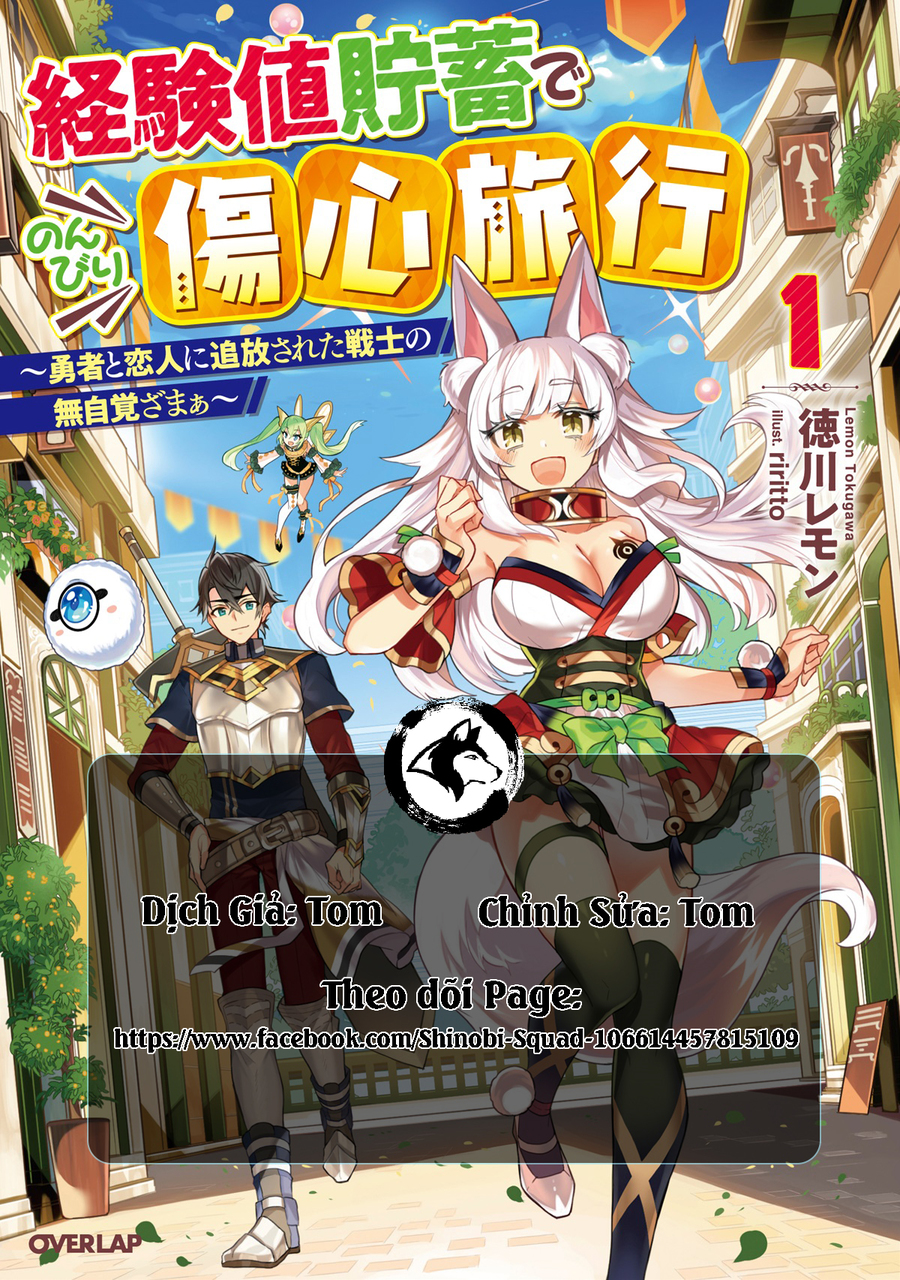 経験値貯蓄で
のんびり
傷心旅行
~勇者と恋人に追放された戦士の
無自覚ざまぁ~
1
徳川レモン
Lemon Tokugawa
illust. riritto
Dịch Giả: Tom
Chỉnh Sửa: Tom
Theo dõi Page:
https://www.facebook.com/Shinobi-Squad-106614457815109
OVERLAP